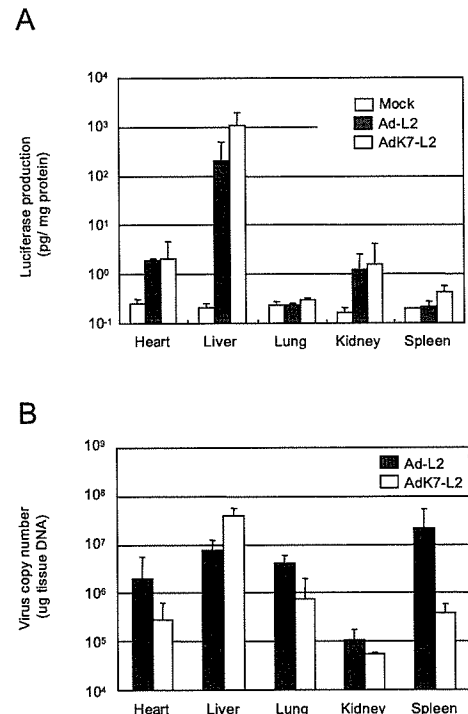 A
Luciferase production
(pg/ mg protein)
10⁴
10³
10²
10¹
10⁰
10⁻¹
Mock
Ad-L2
AdK7-L2
Heart Liver Lung Kidney Spleen
B
Virus copy number
(ug tissue DNA)
10⁹
10⁸
10⁷
10⁶
10⁵
10⁴
Ad-L2
AdK7-L2
Heart Liver Lung Kidney Spleen